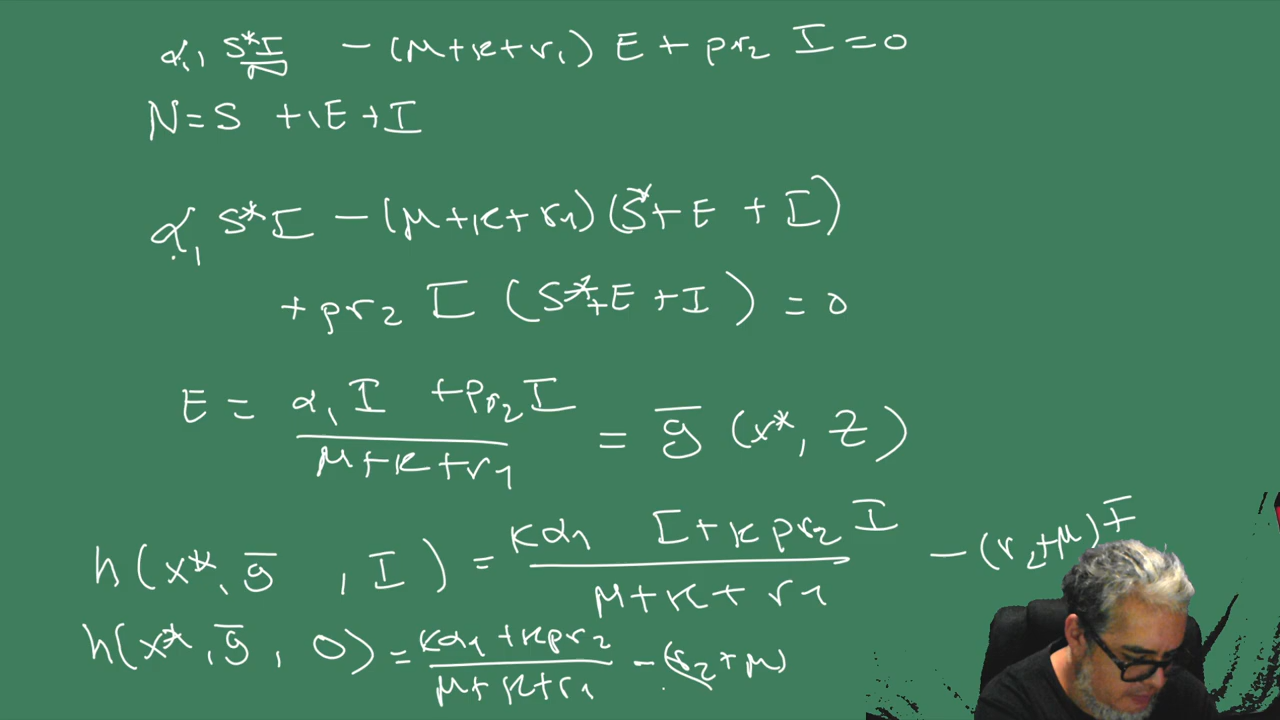 α₁ S*I/N − (μ+κ+r₁) E + pr₂ I = 0
N = S + E + I
α₁ S*I − (μ+κ+r₁)(S*+ E + I)
+ pr₂ I (S*+E + I) = 0
E = (α₁ I + pr₂ I)/(μ+κ+r₁) = g̅ (x*, Z)
h(x*, g̅, I) = (κα₁ I + κ pr₂ I)/(μ+κ+r₁) − (r₂+μ) I
h(x*, g̅, 0) = (κα₁ + κpr₂)/(μ+κ+r₁) − (r₂+μ)